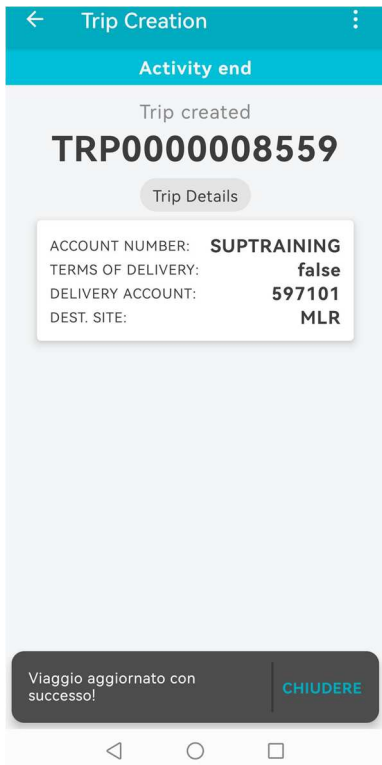 Trip Creation
Activity end
Trip created
TRP0000008559
Trip Details
ACCOUNT NUMBER: SUPTRAINING
TERMS OF DELIVERY: false
DELIVERY ACCOUNT: 597101
DEST. SITE: MLR
Viaggio aggiornato con
successo!
CHIUDERE